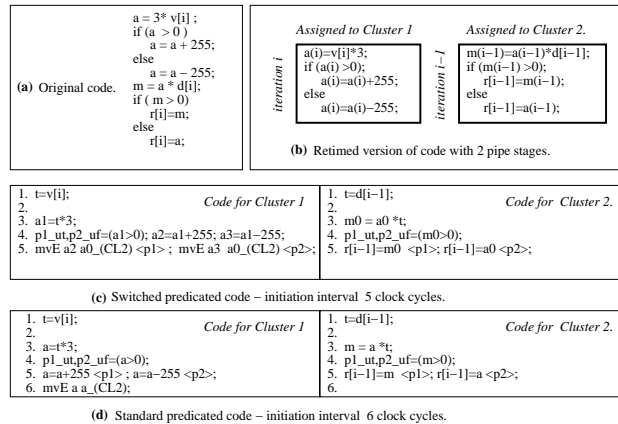 a = 3* v[i] ;
if (a  > 0 )
a = a + 255;
else
a = a − 255;
m = a * d[i];
if ( m > 0)
r[i]=m;
else
r[i]=a;
(a) Original code.
Assigned to Cluster 1
iteration i
a(i)=v[i]*3;
if (a(i) >0);
a(i)=a(i)+255;
else
a(i)=a(i)−255;
Assigned to Cluster 2.
iteration i−1
m(i−1)=a(i−1)*d[i−1];
if (m(i−1) >0);
r[i−1]=m(i−1);
else
r[i−1]=a(i−1);
(b) Retimed version of code with 2 pipe stages.
Code for Cluster 1
1. t=v[i];
2.
3. a1=t*3;
4. p1_ut,p2_uf=(a1>0); a2=a1+255; a3=a1−255;
5. mvE a2 a0_(CL2) <p1> ; mvE a3 a0_(CL2) <p2>;
Code for Cluster 2.
1. t=d[i−1];
2.
3. m0 = a0 *t;
4. p1_ut,p2_uf=(m0>0);
5. r[i−1]=m0 <p1>; r[i−1]=a0 <p2>;
(c) Switched predicated code − initiation interval 5 clock cycles.
Code for Cluster 1
1. t=v[i];
2.
3. a=t*3;
4. p1_ut,p2_uf=(a>0);
5. a=a+255 <p1> ; a=a−255 <p2>;
6. mvE a a_(CL2);
Code for Cluster 2.
1. t=d[i−1];
2.
3. m = a *t;
4. p1_ut,p2_uf=(m>0);
5. r[i−1]=m <p1>; r[i−1]=a <p2>;
6.
(d) Standard predicated code − initiation interval 6 clock cycles.